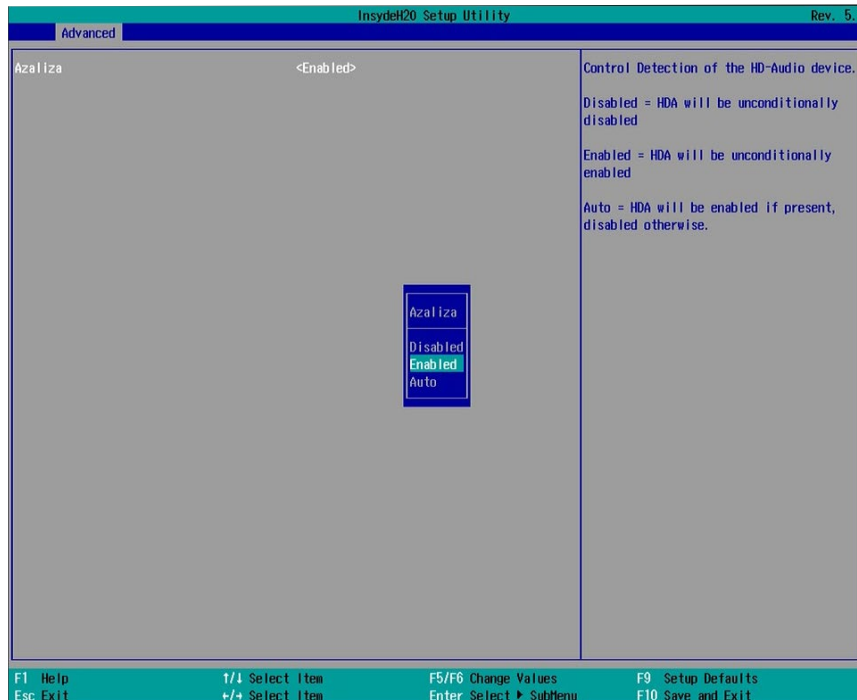 InsydeH20 Setup Utility Rev. 5.
Advanced
Azaliza <Enabled>
Control Detection of the HD-Audio device.
Disabled = HDA will be unconditionally
disabled
Enabled = HDA will be unconditionally
enabled
Auto = HDA will be enabled if present,
disabled otherwise.
Azaliza
Disabled
Enabled
Auto
F1 Help ↑/↓ Select Item F5/F6 Change Values F9 Setup Defaults
Esc Exit ←/→ Select Item Enter Select ▶ SubMenu F10 Save and Exit